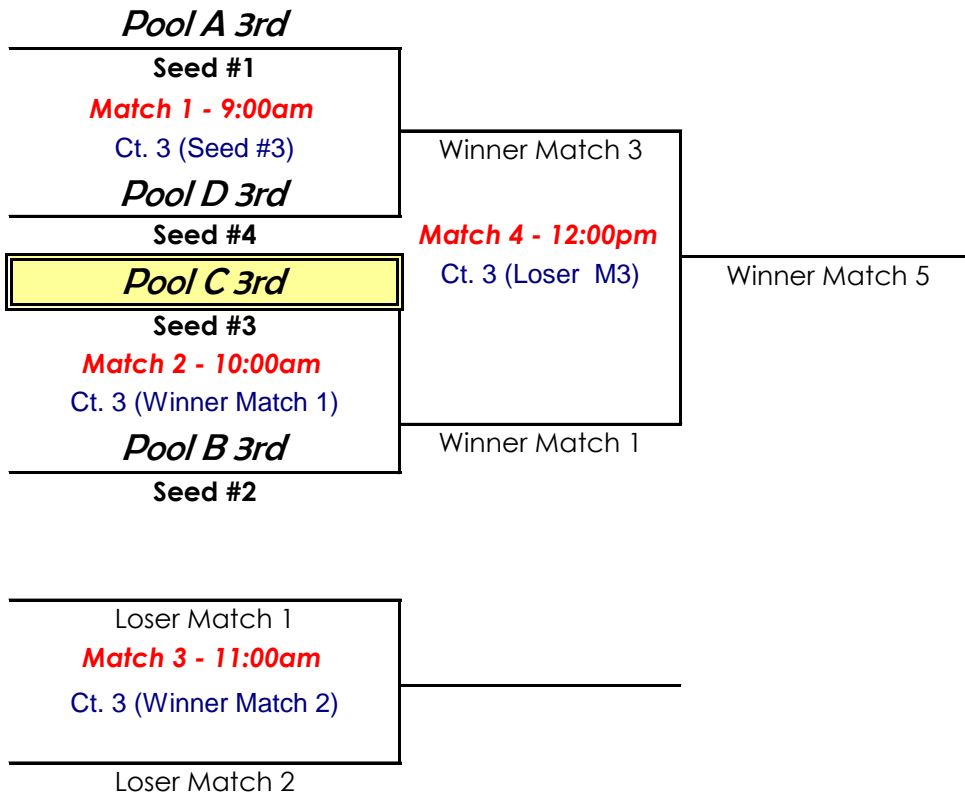 Pool A 3rd
Seed #1
Match 1 - 9:00am
Ct. 3 (Seed #3)
Pool D 3rd
Seed #4
Pool C 3rd
Seed #3
Match 2 - 10:00am
Ct. 3 (Winner Match 1)
Pool B 3rd
Seed #2
Winner Match 3
Match 4 - 12:00pm
Ct. 3 (Loser M3)
Winner Match 1
Winner Match 5
Loser Match 1
Match 3 - 11:00am
Ct. 3 (Winner Match 2)
Loser Match 2